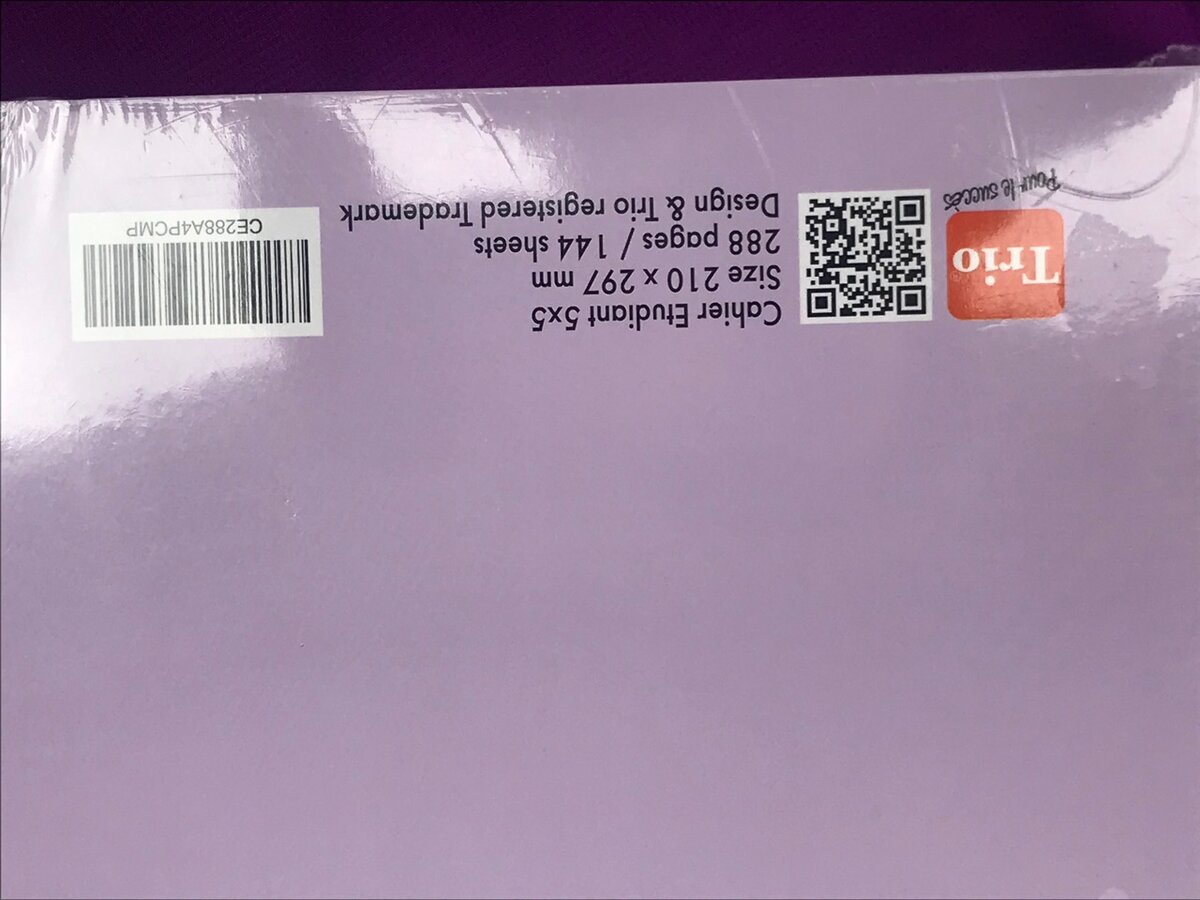 Trio
Pour le succès
Cahier Etudiant 5x5
Size 210 x 297 mm
288 pages / 144 sheets
Design & Trio registered Trademark
CE288A4PCMP